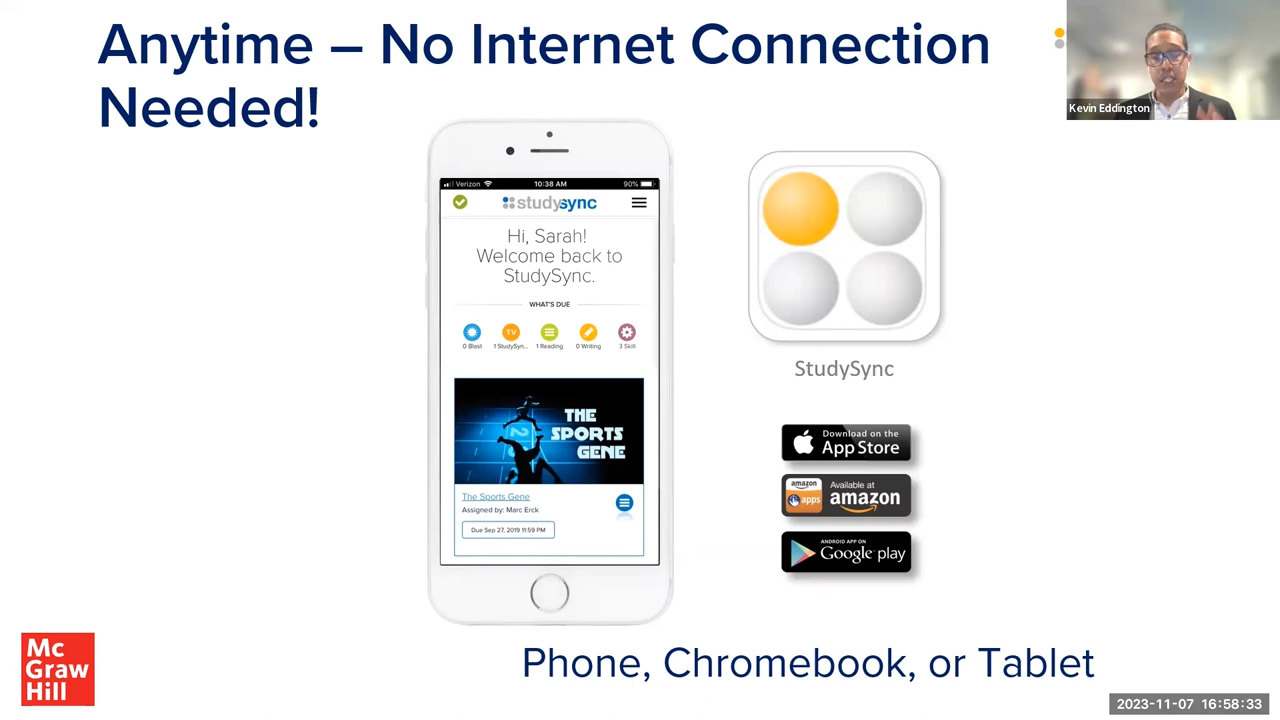 Anytime – No Internet Connection
Needed!
Kevin Eddington
Verizon
10:38 AM
90%
studysync
Hi, Sarah!
Welcome back to
StudySync.
WHAT'S DUE
TV
0 Blast
1 StudySyn...
1 Reading
0 Writing
3 Skill
2
THE
SPORTS
GENE
The Sports Gene
Assigned by: Marc Erck
Due Sep 27, 2019 11:59 PM
StudySync
Download on the
App Store
amazon
apps
Available at
amazon
ANDROID APP ON
Google play
Mc
Graw
Hill
Phone, Chromebook, or Tablet
2023-11-07 16:58:33